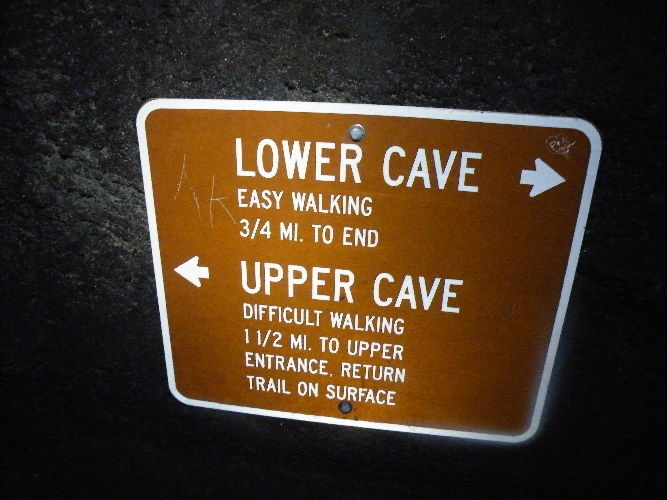 LOWER CAVE
EASY WALKING
3/4 MI. TO END
UPPER CAVE
DIFFICULT WALKING
1 1/2 MI. TO UPPER
ENTRANCE, RETURN
TRAIL ON SURFACE